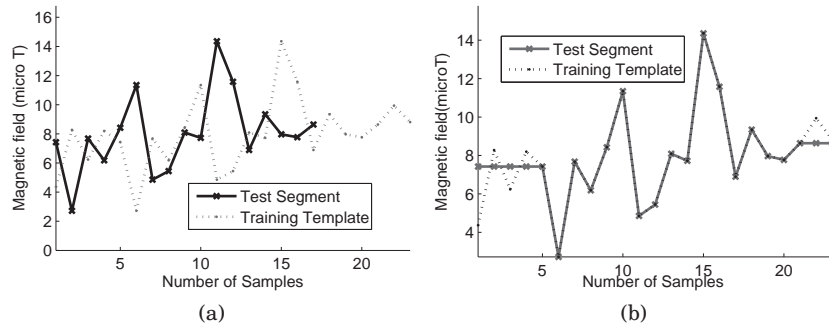 16
14
12
10
8
6
4
2
0
Magnetic field (micro T)
Test Segment
Training Template
5
10
15
20
Number of Samples
(a)
14
12
10
8
6
4
Magnetic field(microT)
Test Segment
Training Template
5
10
15
20
Number of Samples
(b)